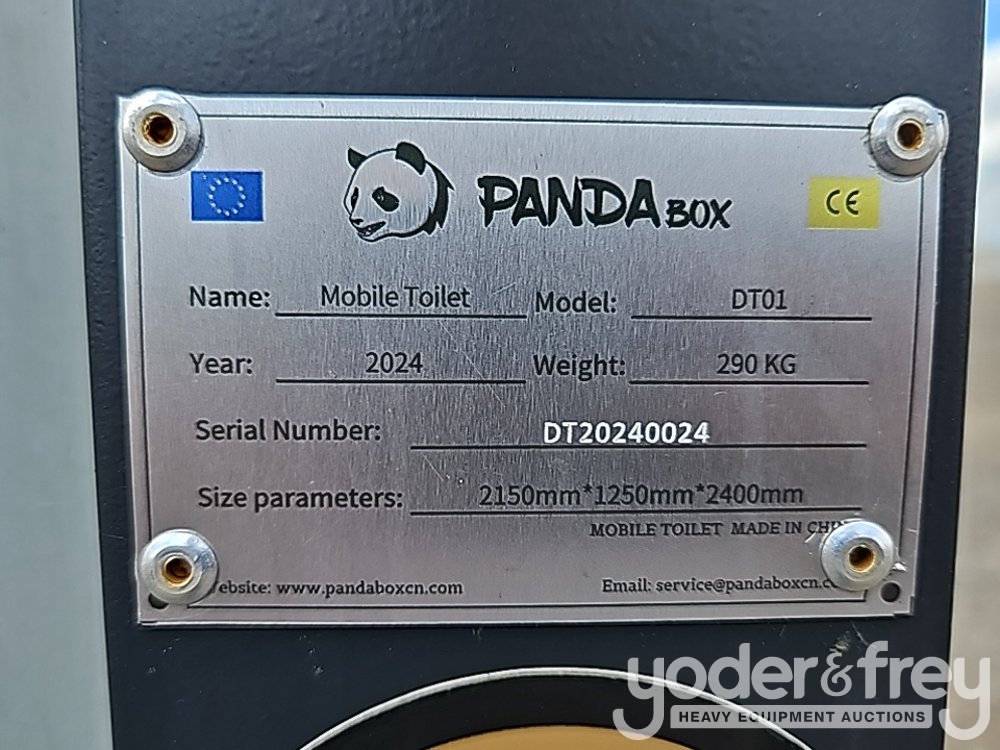 PANDA BOX
CE
Name: Mobile Toilet Model: DT01
Year: 2024 Weight: 290 KG
Serial Number: DT20240024
Size parameters: 2150mm*1250mm*2400mm
MOBILE TOILET MADE IN
www.pandaboxcn.com Email:
yoder&frey
HEAVY EQUIPMENT AUCTIONS